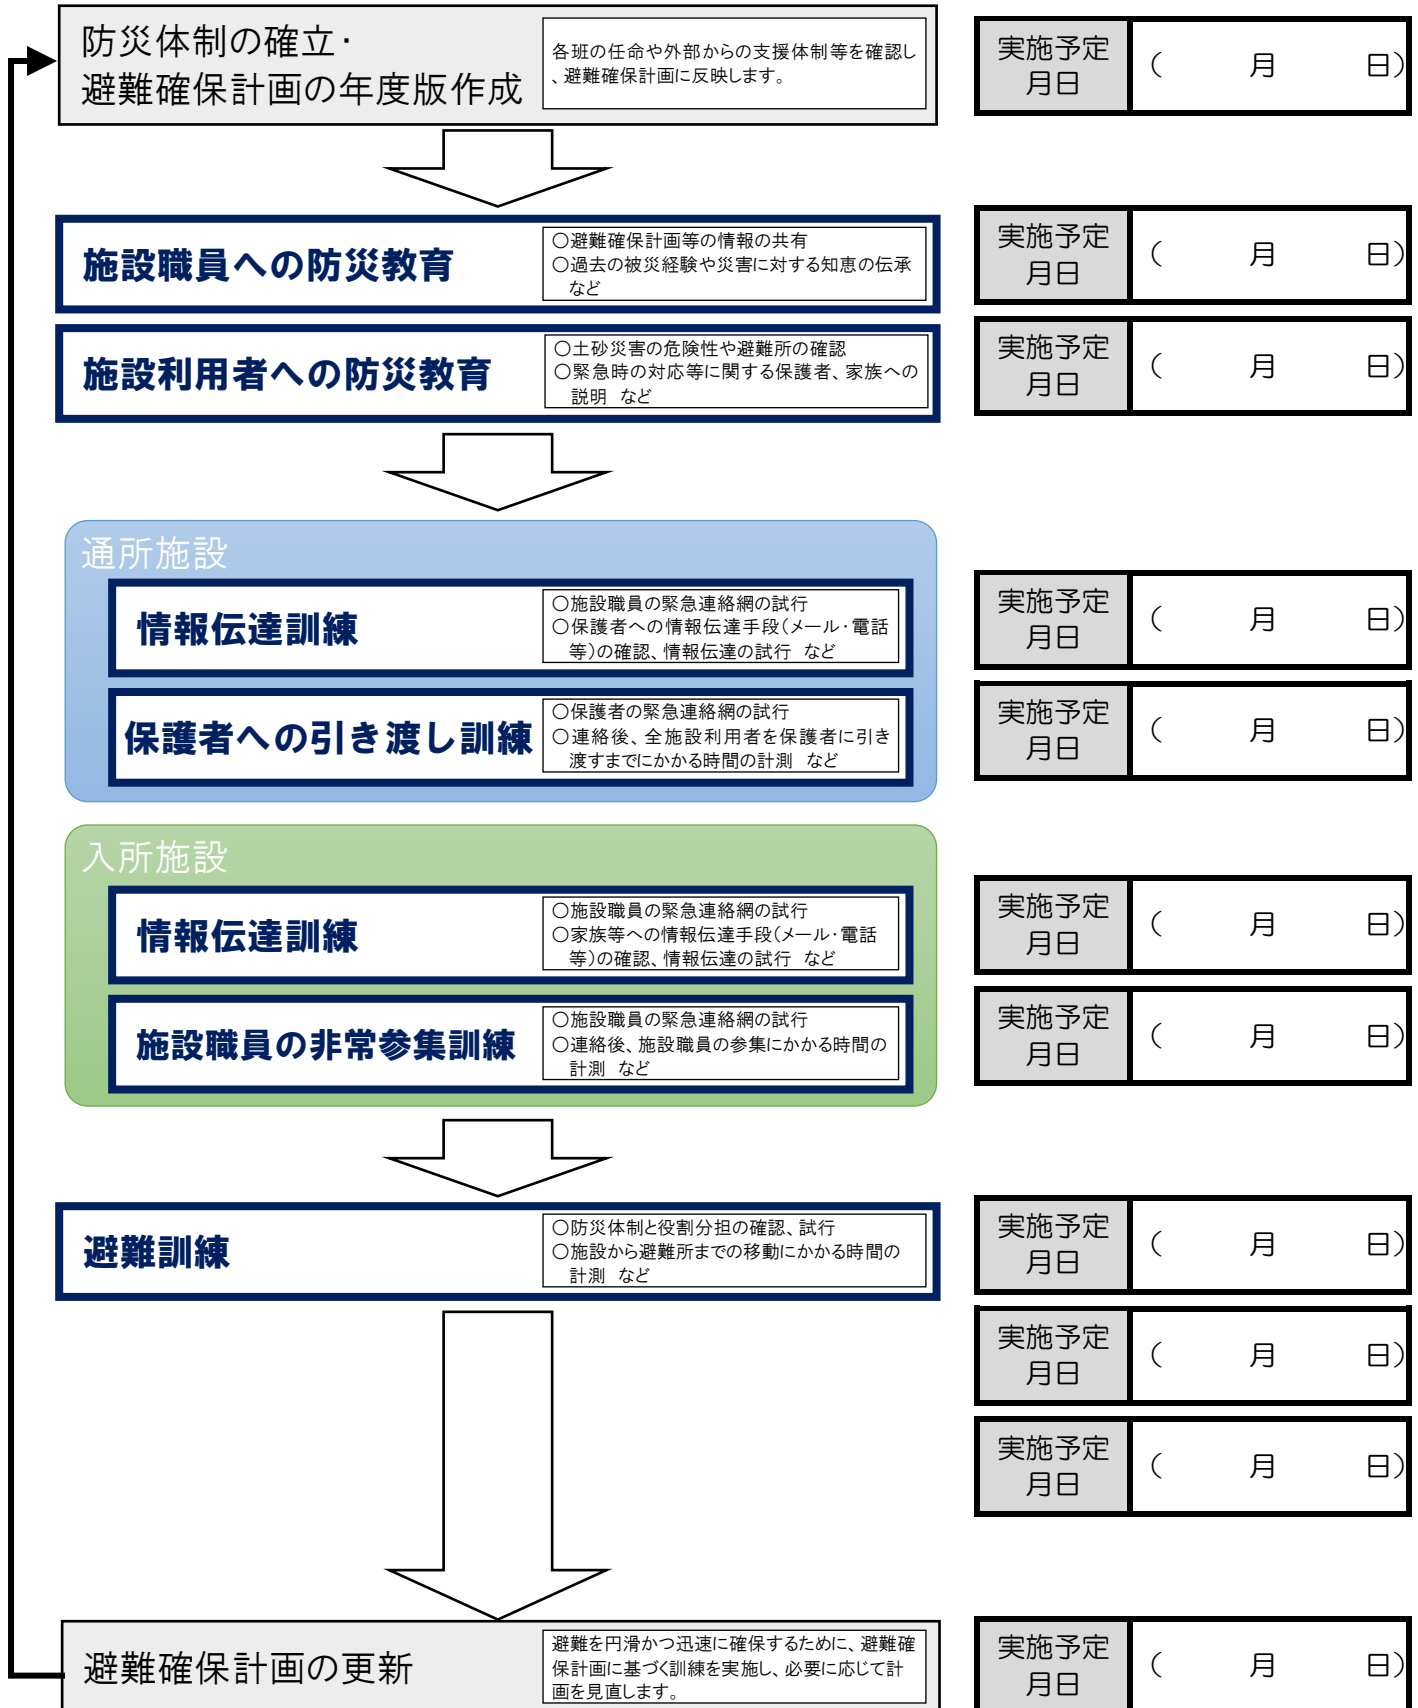 防災体制の確立・
避難確保計画の年度版作成
各班の任命や外部からの支援体制等を確認し
、避難確保計画に反映します。
実施予定
月日
（　　月　　日）
施設職員への防災教育
○避難確保計画等の情報の共有
○過去の被災経験や災害に対する知恵の伝承
など
実施予定
月日
（　　月　　日）
施設利用者への防災教育
○土砂災害の危険性や避難所の確認
○緊急時の対応等に関する保護者、家族への
説明　など
実施予定
月日
（　　月　　日）
通所施設
情報伝達訓練
○施設職員の緊急連絡網の試行
○保護者への情報伝達手段（メール・電話
等）の確認、情報伝達の試行　など
実施予定
月日
（　　月　　日）
保護者への引き渡し訓練
○保護者の緊急連絡網の試行
○連絡後、全施設利用者を保護者に引き
渡すまでにかかる時間の計測　など
実施予定
月日
（　　月　　日）
入所施設
情報伝達訓練
○施設職員の緊急連絡網の試行
○家族等への情報伝達手段（メール・電話
等）の確認、情報伝達の試行　など
実施予定
月日
（　　月　　日）
施設職員の非常参集訓練
○施設職員の緊急連絡網の試行
○連絡後、施設職員の参集にかかる時間の
計測　など
実施予定
月日
（　　月　　日）
避難訓練
○防災体制と役割分担の確認、試行
○施設から避難所までの移動にかかる時間の
計測　など
実施予定
月日
（　　月　　日）
実施予定
月日
（　　月　　日）
実施予定
月日
（　　月　　日）
避難確保計画の更新
避難を円滑かつ迅速に確保するために、避難確
保計画に基づく訓練を実施し、必要に応じて計
画を見直します。
実施予定
月日
（　　月　　日）